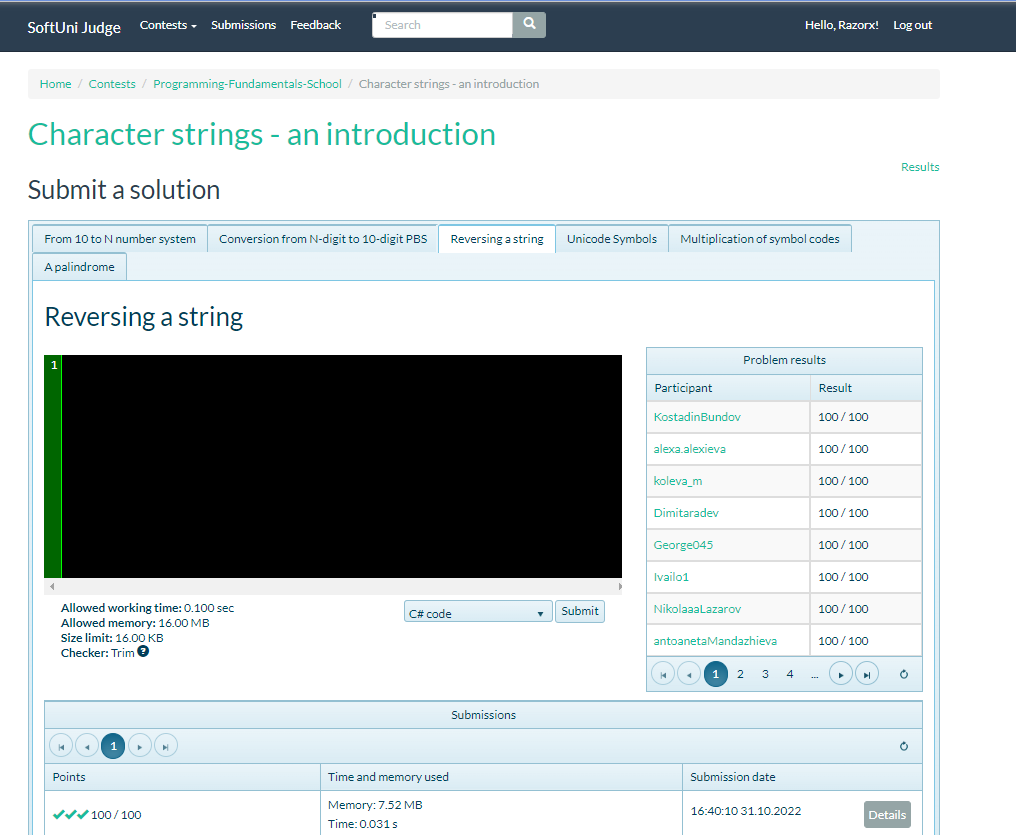 SoftUni Judge Contests Submissions Feedback Search Hello, Razorx! Log out
Home / Contests / Programming-Fundamentals-School / Character strings - an introduction
Character strings - an introduction
Results
Submit a solution
From 10 to N number system Conversion from N-digit to 10-digit PBS Reversing a string Unicode Symbols Multiplication of symbol codes
A palindrome
Reversing a string
1
Allowed working time: 0.100 sec
Allowed memory: 16.00 MB
Size limit: 16.00 KB
Checker: Trim ?
C# code Submit
Problem results
Participant Result
KostadinBundov 100 / 100
alexa.alexieva 100 / 100
koleva_m 100 / 100
Dimitaradev 100 / 100
George045 100 / 100
Ivailo1 100 / 100
NikolaaaLazarov 100 / 100
antoanetaMandazhieva 100 / 100
1 2 3 4 ...
Submissions
1
Points Time and memory used Submission date
100 / 100 Memory: 7.52 MB 16:40:10 31.10.2022 Details
Time: 0.031 s